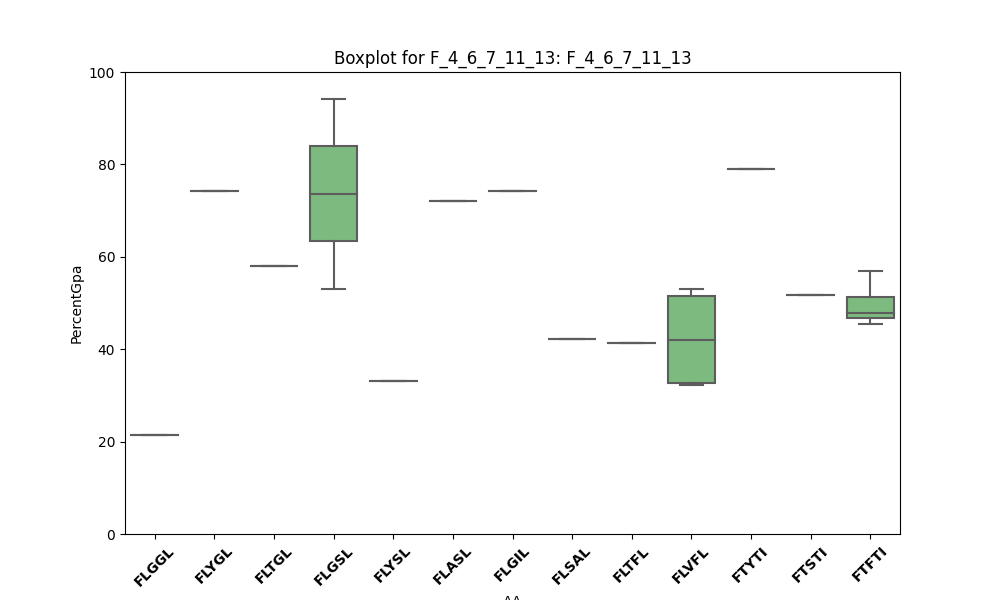 Boxplot for F_4_6_7_11_13: F_4_6_7_11_13
100
80
60
40
20
0
PercentGpa
FLGGL
FLYGL
FLTGL
FLGSL
FLYSL
FLASL
FLGIL
FLSAL
FLTFL
FLVFL
FTYTI
FTSTI
FTFTI
AA